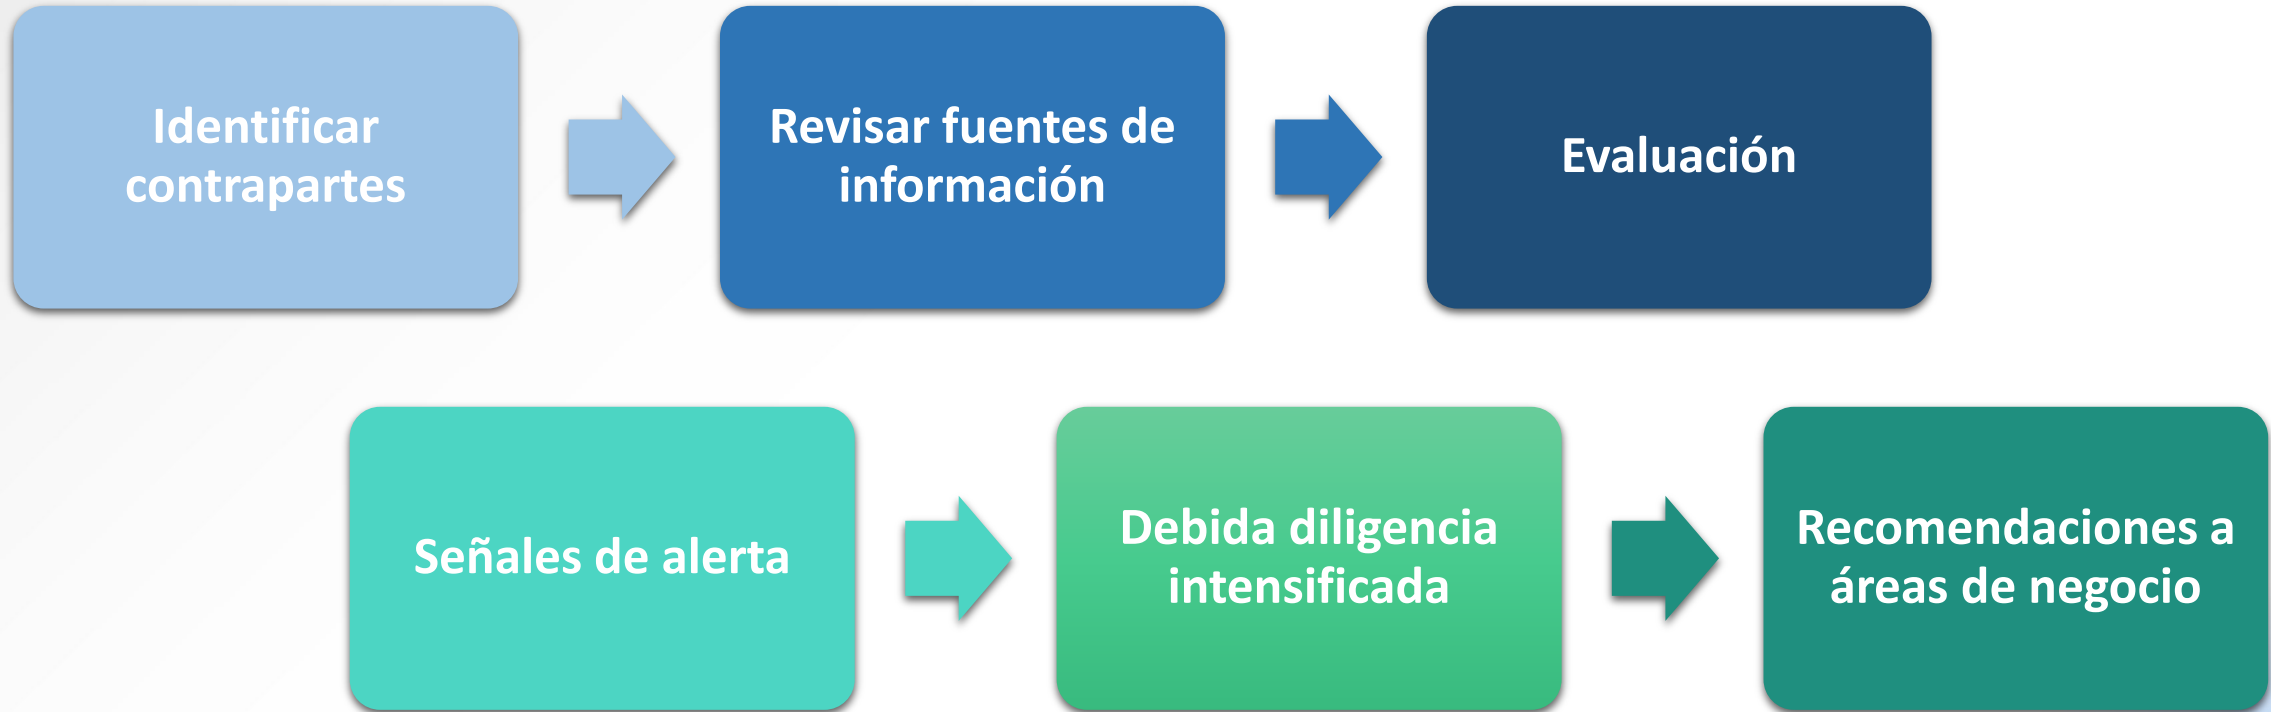 Identificar
contrapartes
Revisar fuentes de
información
Evaluación
Señales de alerta
Debida diligencia
intensificada
Recomendaciones a
áreas de negocio